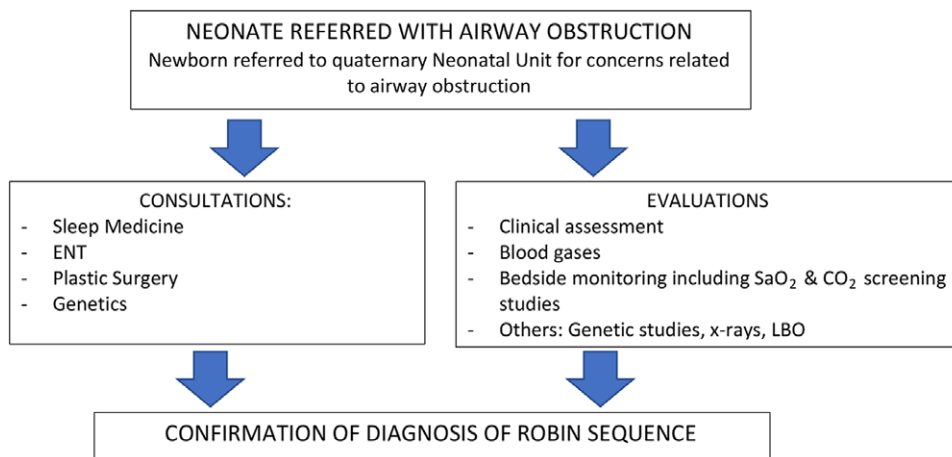 NEONATE REFERRED WITH AIRWAY OBSTRUCTION
Newborn referred to quaternary Neonatal Unit for concerns related
to airway obstruction
CONSULTATIONS:
- Sleep Medicine
- ENT
- Plastic Surgery
- Genetics
EVALUATIONS
- Clinical assessment
- Blood gases
- Bedside monitoring including SaO₂ & CO₂ screening
studies
- Others: Genetic studies, x-rays, LBO
CONFIRMATION OF DIAGNOSIS OF ROBIN SEQUENCE